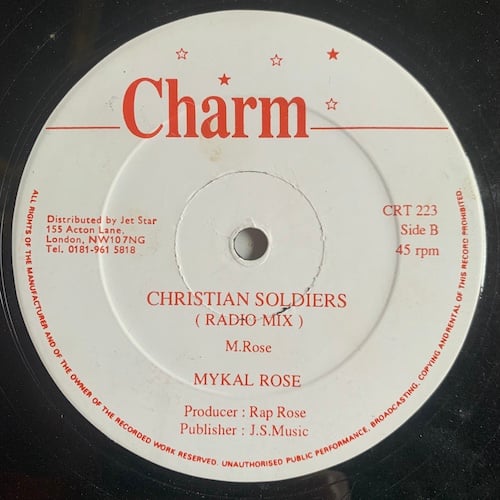 Charm
Distributed by Jet Star
155 Acton Lane.
London, NW10 7NG
Tel. 0181-961 5818
CRT 223
Side B
45 rpm
CHRISTIAN SOLDIERS
( RADIO MIX )
M.Rose
MYKAL ROSE
Producer : Rap Rose
Publisher : J.S.Music
ALL RIGHTS OF THE MANUFACTURER AND OF THE OWNER OF THE RECORDED WORK RESERVED. UNAUTHORISED PUBLIC PERFORMANCE, BROADCASTING, COPYING AND RENTAL OF THIS RECORD PROHIBITED.